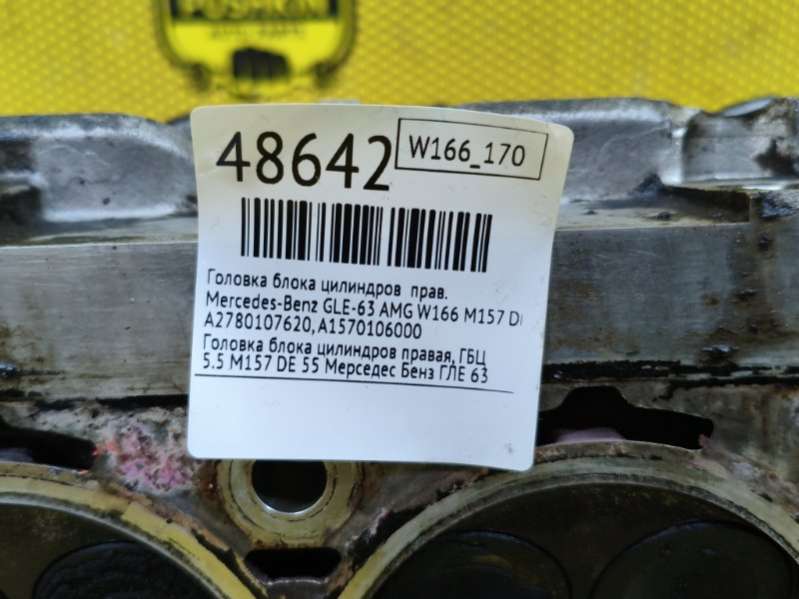 PUSHKIN
48642
W166_170
Головка блока цилиндров прав.
Mercedes-Benz GLE-63 AMG W166 M157 D
A2780107620, A1570106000
Головка блока цилиндров правая, ГБЦ
5.5 M157 DE 55 Мерседес Бенз ГЛЕ 63